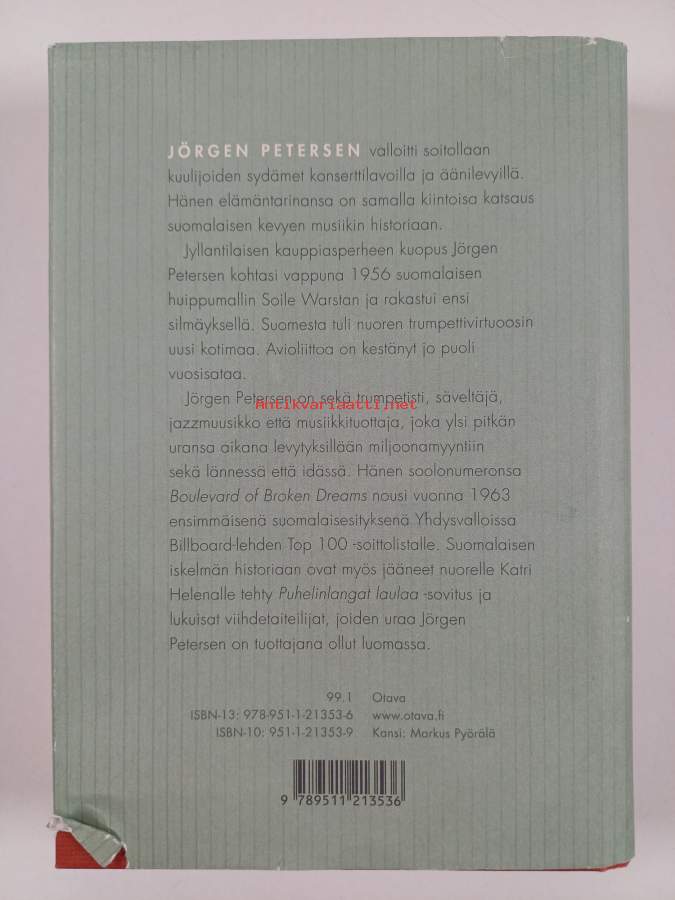 JÖRGEN PETERSEN valloitti soitollaan
kuulijoiden sydämet konserttilavoilla ja äänilevyillä.
Hänen elämäntarinansa on samalla kiintoisa katsaus
suomalaisen kevyen musiikin historiaan.
Jyllantilaisen kauppiasperheen kuopus Jörgen
Petersen kohtasi vappuna 1956 suomalaisen
huippumallin Soile Warstan ja rakastui ensi
silmäyksellä. Suomesta tuli nuoren trumpettivirtuoosin
uusi kotimaa. Avioliittoa on kestänyt jo puoli
vuosisataa.
Jörgen Petersen on sekä trumpetisti, säveltäjä,
Antikvariaatti.net
jazzmuusikko että musiikkituottaja, joka ylsi pitkän
uransa aikana levytyksillään miljoonamyyntiin
sekä lännessä että idässä. Hänen soolonumeronsa
Boulevard of Broken Dreams nousi vuonna 1963
ensimmäisenä suomalaisesityksenä Yhdysvalloissa
Billboard-lehden Top 100 -soittolistalle. Suomalaisen
iskelmän historiaan ovat myös jääneet nuorelle Katri
Helenalle tehty Puhelinlangat laulaa -sovitus ja
lukuisat viihdetaiteilijat, joiden uraa Jörgen
Petersen on tuottajana ollut luomassa.
99.1 Otava
ISBN-13: 978-951-1-21353-6 www.otava.fi
ISBN-10: 951-1-21353-9 Kansi: Markus Pyörälä
9 789511 213536